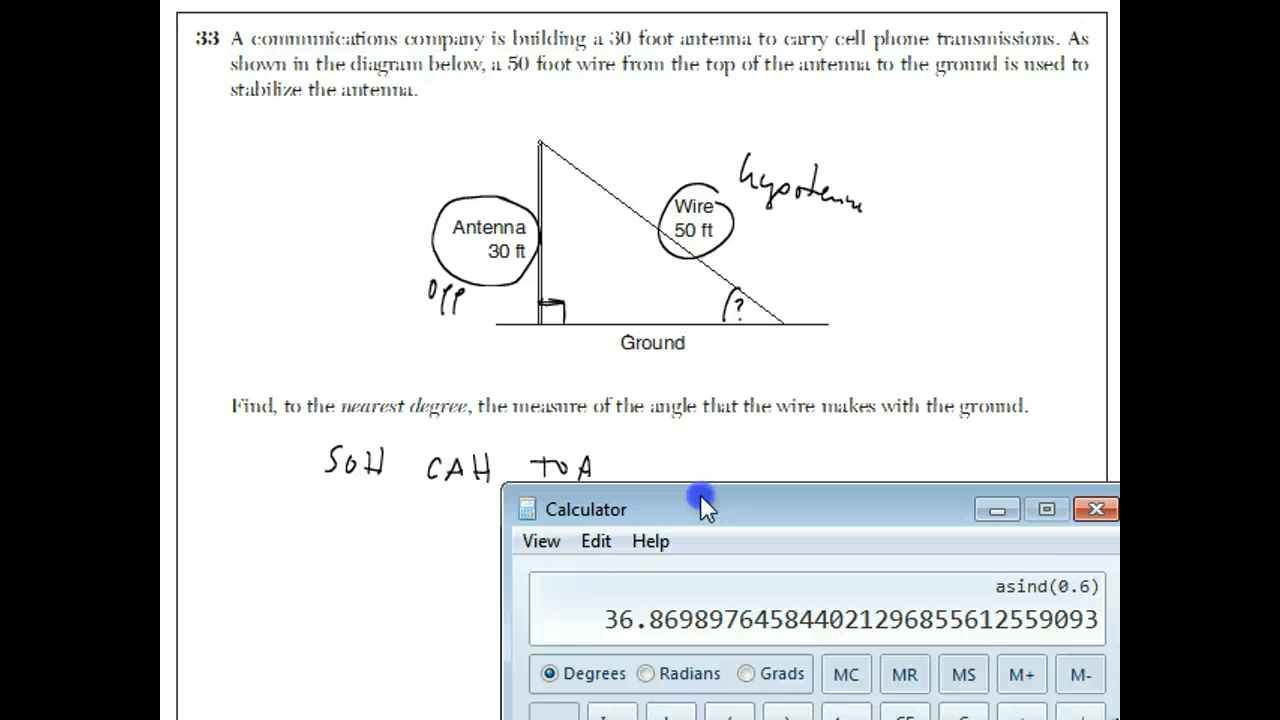 33 A communications company is building a 30 foot antenna to carry cell phone transmissions. As
shown in the diagram below, a 50 foot wire from the top of the antenna to the ground is used to
stabilize the antenna.
hypotenu
Wire
50 ft
Antenna
30 ft
opp
?
Ground
Find, to the nearest degree, the measure of the angle that the wire makes with the ground.
SOH CAH TOA
Calculator
View Edit Help
asind(0.6)
36.869897645844021296855612559093
Degrees Radians Grads MC MR MS M+ M-